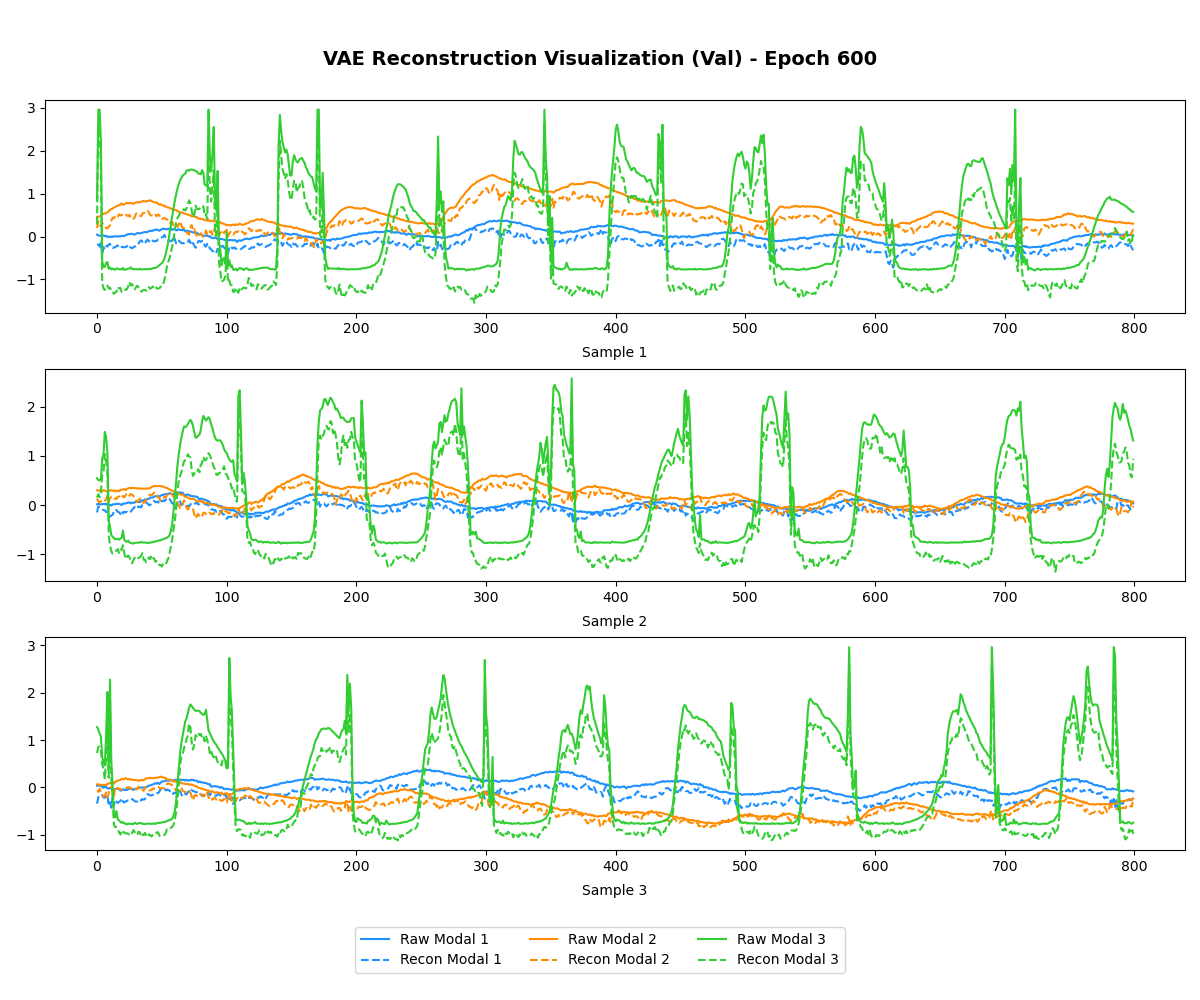 VAE Reconstruction Visualization (Val) - Epoch 600
3
2
1
0
−1
0 100 200 300 400 500 600 700 800
Sample 1
2
1
0
−1
0 100 200 300 400 500 600 700 800
Sample 2
3
2
1
0
−1
0 100 200 300 400 500 600 700 800
Sample 3
Raw Modal 1 Raw Modal 2 Raw Modal 3
Recon Modal 1 Recon Modal 2 Recon Modal 3